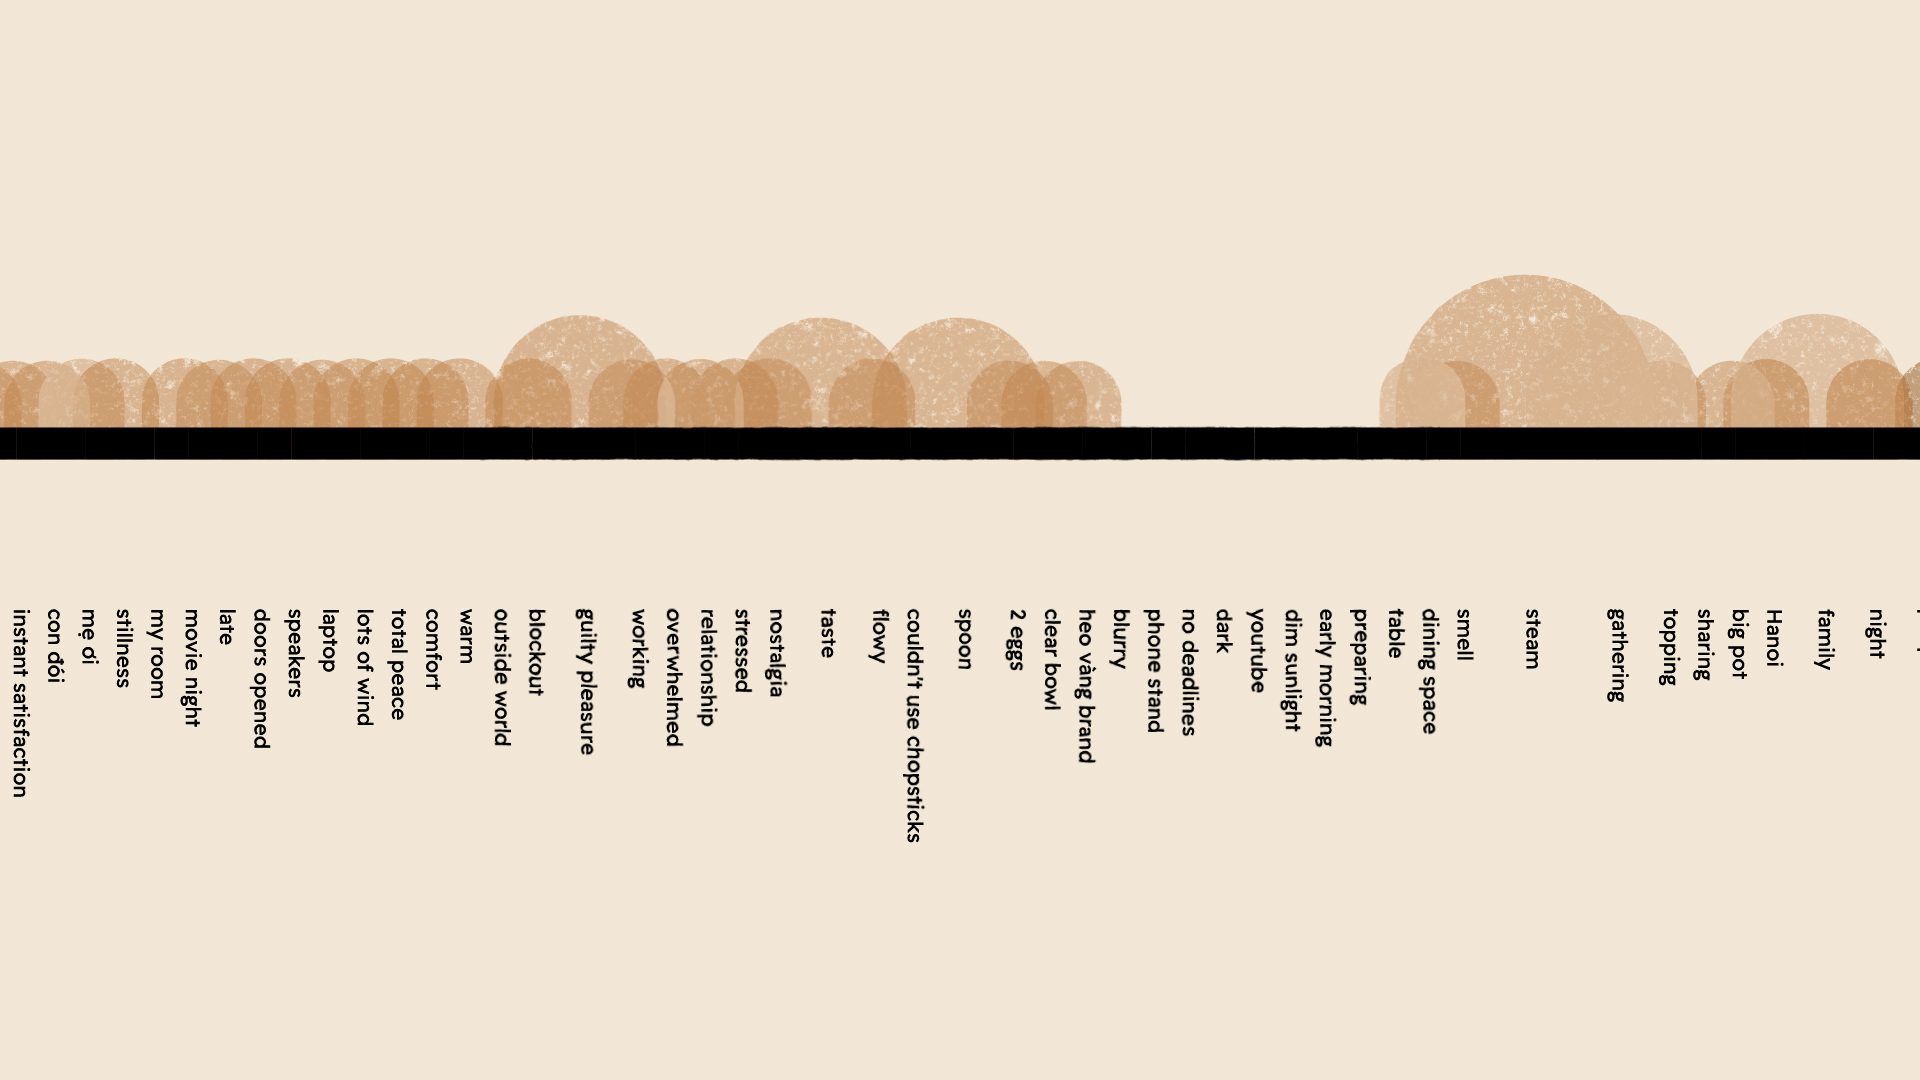 instant satisfaction
con đói
mẹ ơi
stillness
my room
movie night
late
doors opened
speakers
laptop
lots of wind
total peace
comfort
warm
outside world
blockout
guilty pleasure
working
overwhelmed
relationship
stressed
nostalgia
taste
flowy
couldn't use chopsticks
spoon
2 eggs
clear bowl
heo vàng brand
blurry
phone stand
no deadlines
dark
youtube
dim sunlight
early morning
preparing
table
dining space
smell
steam
gathering
topping
sharing
big pot
Hanoi
family
night